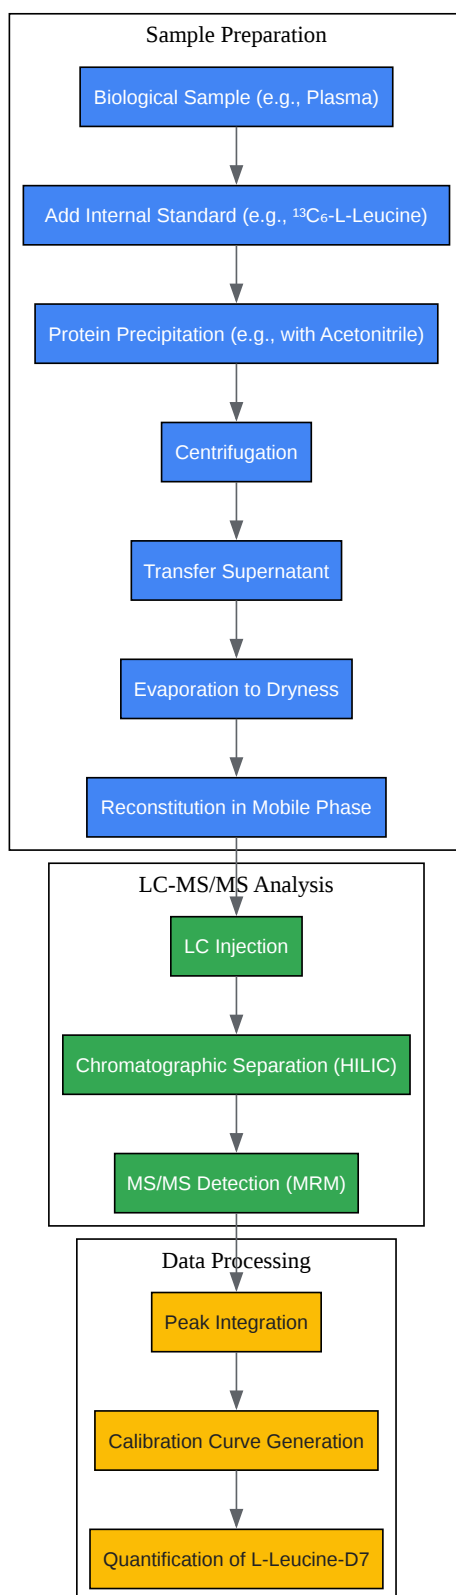 Sample Preparation
Biological Sample (e.g., Plasma)
Add Internal Standard (e.g., ¹³C₆-L-Leucine)
Protein Precipitation (e.g., with Acetonitrile)
Centrifugation
Transfer Supernatant
Evaporation to Dryness
Reconstitution in Mobile Phase
LC-MS/MS Analysis
LC Injection
Chromatographic Separation (HILIC)
MS/MS Detection (MRM)
Data Processing
Peak Integration
Calibration Curve Generation
Quantification of L-Leucine-D7